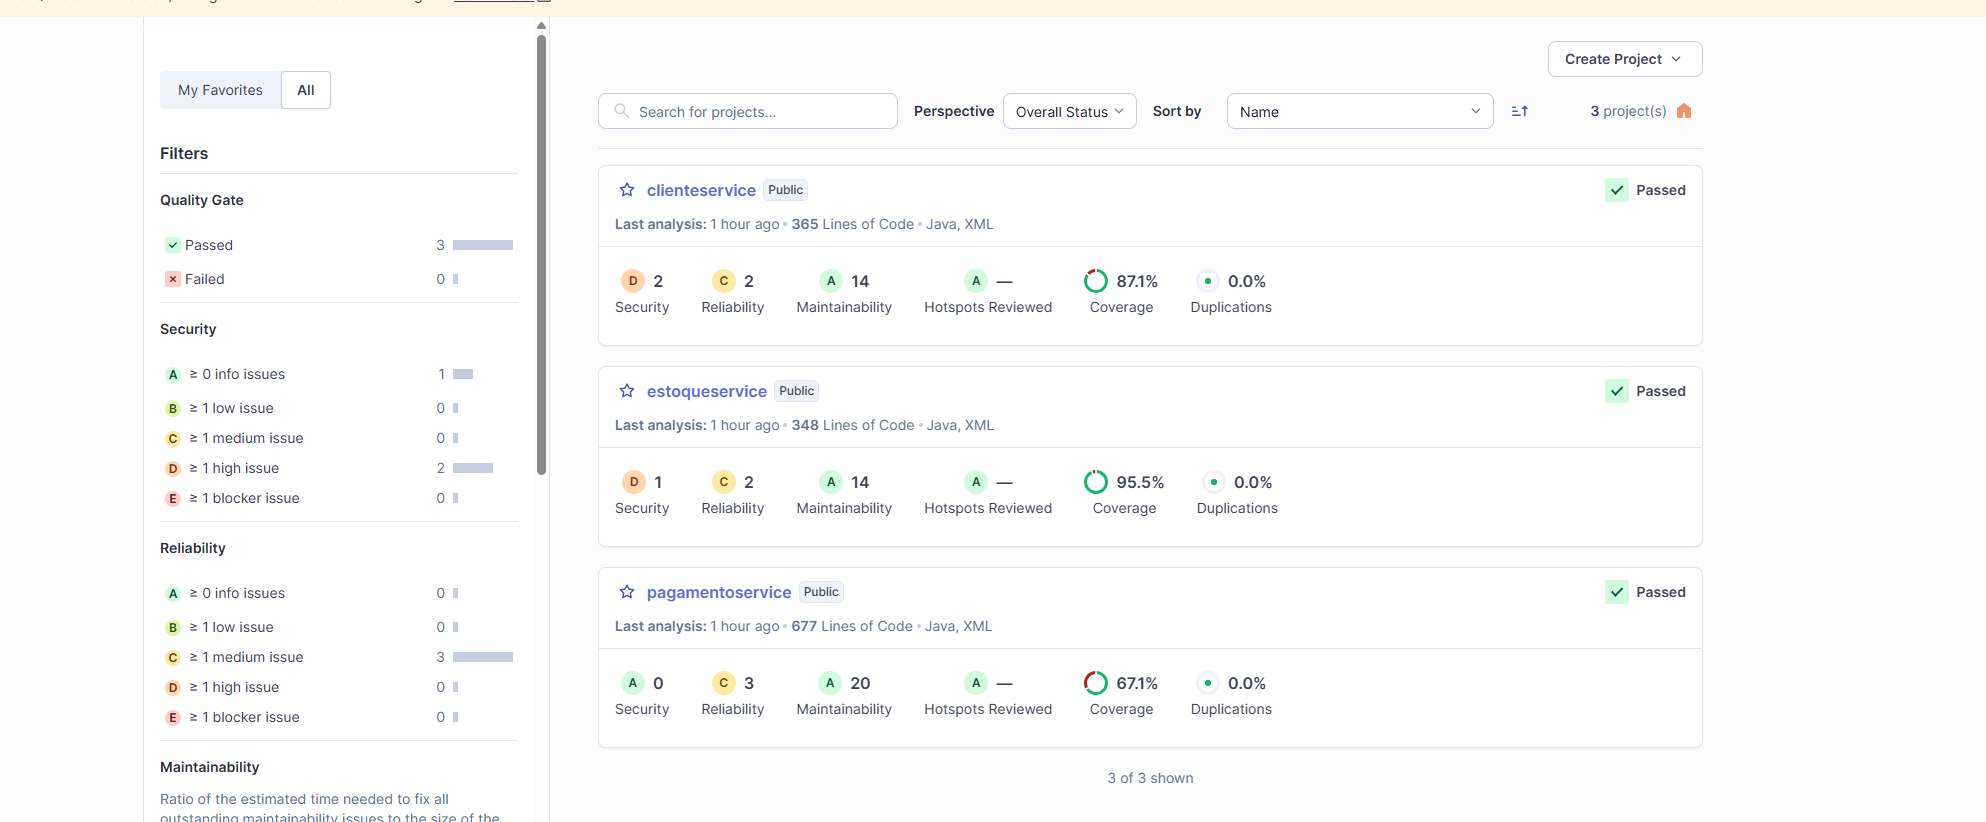 My Favorites All
Filters
Quality Gate
Passed 3
Failed 0
Security
A ≥ 0 info issues 1
B ≥ 1 low issue 0
C ≥ 1 medium issue 0
D ≥ 1 high issue 2
E ≥ 1 blocker issue 0
Reliability
A ≥ 0 info issues 0
B ≥ 1 low issue 0
C ≥ 1 medium issue 3
D ≥ 1 high issue 0
E ≥ 1 blocker issue 0
Maintainability
Ratio of the estimated time needed to fix all
outstanding maintainability issues to the size of the
Create Project
Search for projects... Perspective Overall Status Sort by Name 3 project(s)
clienteservice Public Passed
Last analysis: 1 hour ago • 365 Lines of Code • Java, XML
D 2 C 2 A 14 A — 87.1% 0.0%
Security Reliability Maintainability Hotspots Reviewed Coverage Duplications
estoqueservice Public Passed
Last analysis: 1 hour ago • 348 Lines of Code • Java, XML
D 1 C 2 A 14 A — 95.5% 0.0%
Security Reliability Maintainability Hotspots Reviewed Coverage Duplications
pagamentoservice Public Passed
Last analysis: 1 hour ago • 677 Lines of Code • Java, XML
A 0 C 3 A 20 A — 67.1% 0.0%
Security Reliability Maintainability Hotspots Reviewed Coverage Duplications
3 of 3 shown